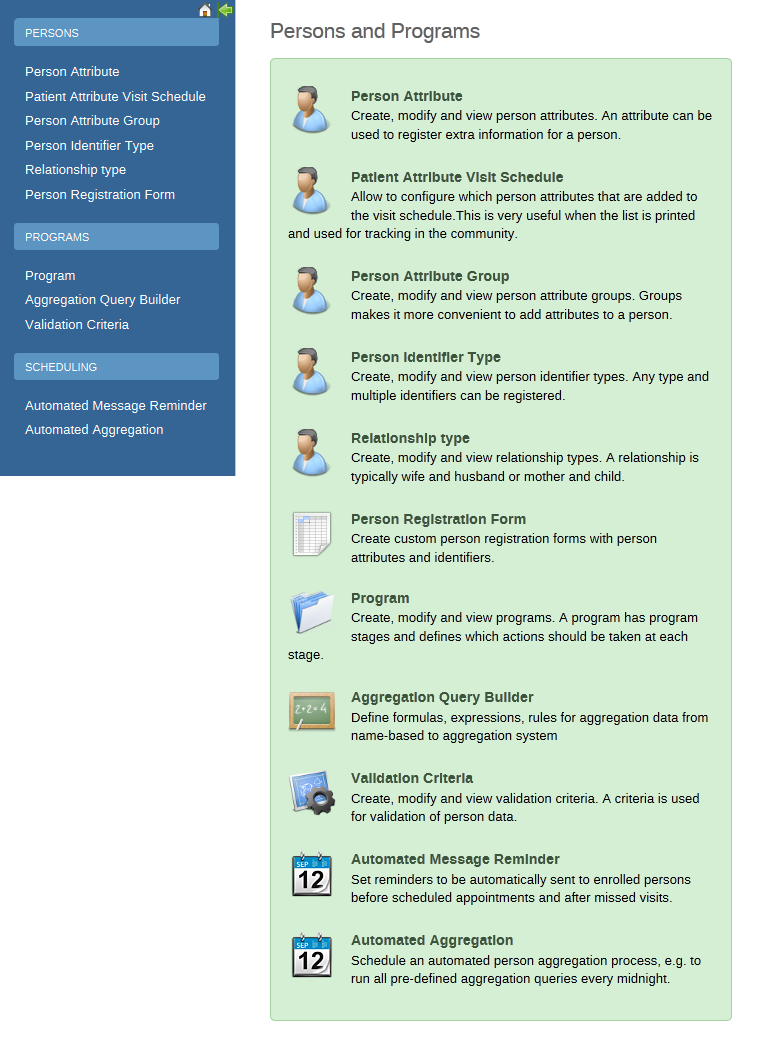 PERSONS
Person Attribute
Patient Attribute Visit Schedule
Person Attribute Group
Person Identifier Type
Relationship type
Person Registration Form
PROGRAMS
Program
Aggregation Query Builder
Validation Criteria
SCHEDULING
Automated Message Reminder
Automated Aggregation
Persons and Programs
Person Attribute
Create, modify and view person attributes. An attribute can be
used to register extra information for a person.
Patient Attribute Visit Schedule
Allow to configure which person attributes that are added to
the visit schedule.This is very useful when the list is printed
and used for tracking in the community.
Person Attribute Group
Create, modify and view person attribute groups. Groups
makes it more convenient to add attributes to a person.
Person Identifier Type
Create, modify and view person identifier types. Any type and
multiple identifiers can be registered.
Relationship type
Create, modify and view relationship types. A relationship is
typically wife and husband or mother and child.
Person Registration Form
Create custom person registration forms with person
attributes and identifiers.
Program
Create, modify and view programs. A program has program
stages and defines which actions should be taken at each
stage.
2+2=4
Aggregation Query Builder
Define formulas, expressions, rules for aggregation data from
name-based to aggregation system
Validation Criteria
Create, modify and view validation criteria. A criteria is used
for validation of person data.
SEP
12
Automated Message Reminder
Set reminders to be automatically sent to enrolled persons
before scheduled appointments and after missed visits.
SEP
12
Automated Aggregation
Schedule an automated person aggregation process, e.g. to
run all pre-defined aggregation queries every midnight.